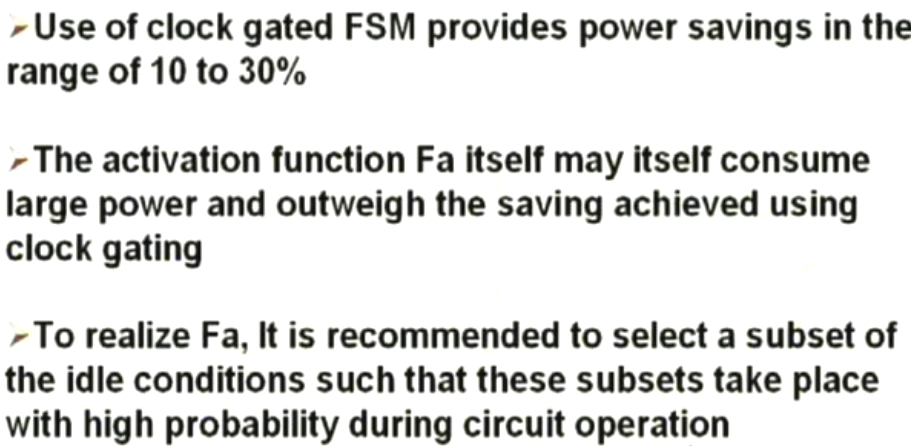 ➢Use of clock gated FSM provides power savings in the
range of 10 to 30%
➢The activation function Fa itself may itself consume
large power and outweigh the saving achieved using
clock gating
➢To realize Fa, It is recommended to select a subset of
the idle conditions such that these subsets take place
with high probability during circuit operation